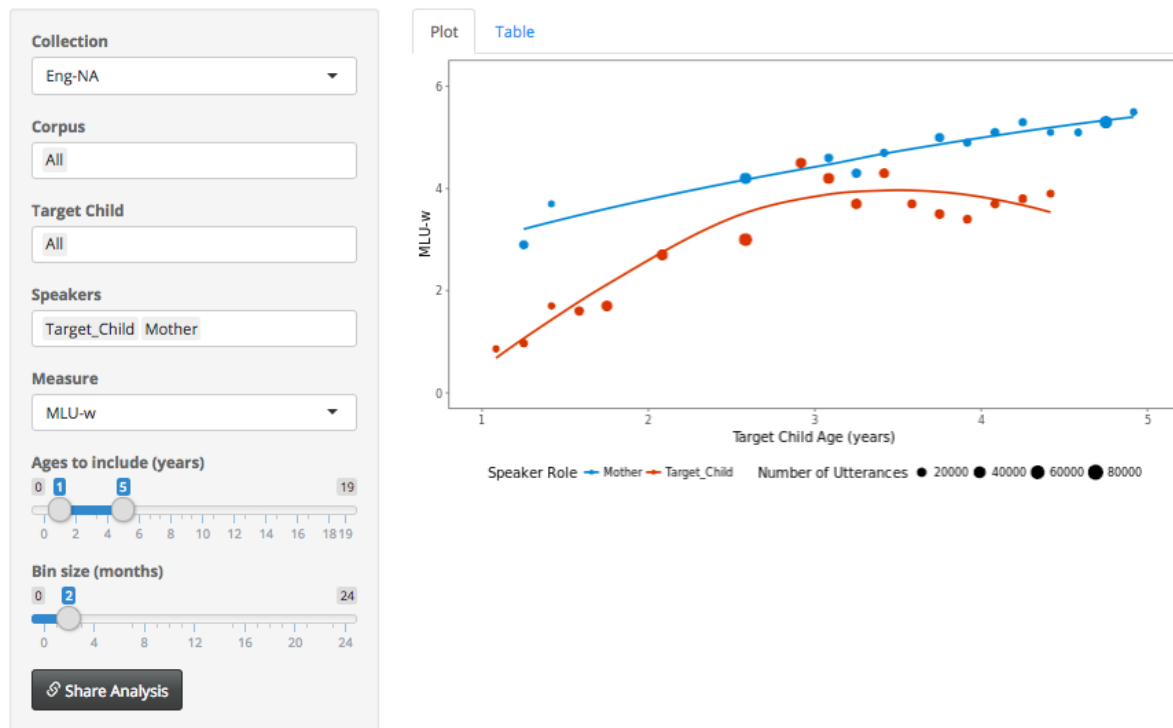 Collection
Eng-NA
Corpus
All
Target Child
All
Speakers
Target_Child Mother
Measure
MLU-w
Ages to include (years)
0 1 5 19
0 2 4 6 8 10 12 14 16 18 19
Bin size (months)
0 2 24
0 4 8 12 16 20 24
Share Analysis
Plot Table
MLU-w
6
4
2
0
1 2 3 4 5
Target Child Age (years)
Speaker Role Mother Target_Child Number of Utterances 20000 40000 60000 80000